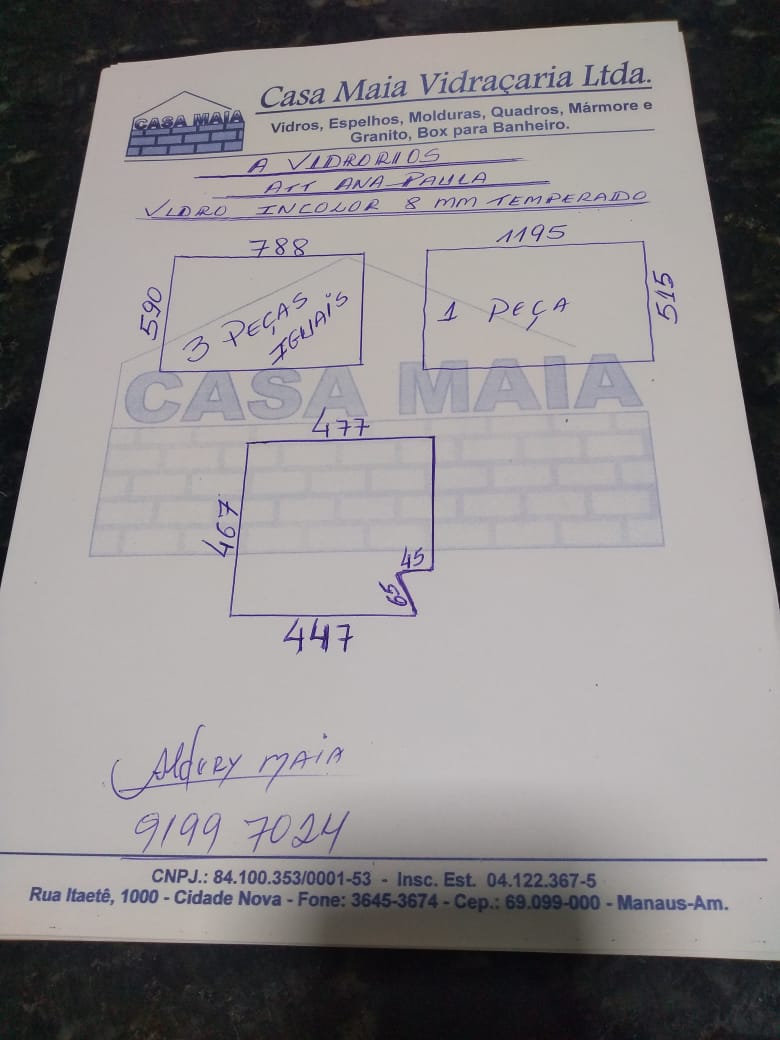 Casa Maia Vidraçaria Ltda.
CASA MAIA
Vidros, Espelhos, Molduras, Quadros, Mármore e
Granito, Box para Banheiro.
A VIDRORIOS
ATT ANA PAULA
VIDRO INCOLOR 8 MM TEMPERADO
788
590
3 PEÇAS
IGUAIS
1195
1 PEÇA
515
CASA MAIA
477
467
45
65
447
Aldery MAIA
9199 7024
CNPJ.: 84.100.353/0001-53 - Insc. Est. 04.122.367-5
Rua Itaetê, 1000 - Cidade Nova - Fone: 3645-3674 - Cep.: 69.099-000 - Manaus-Am.